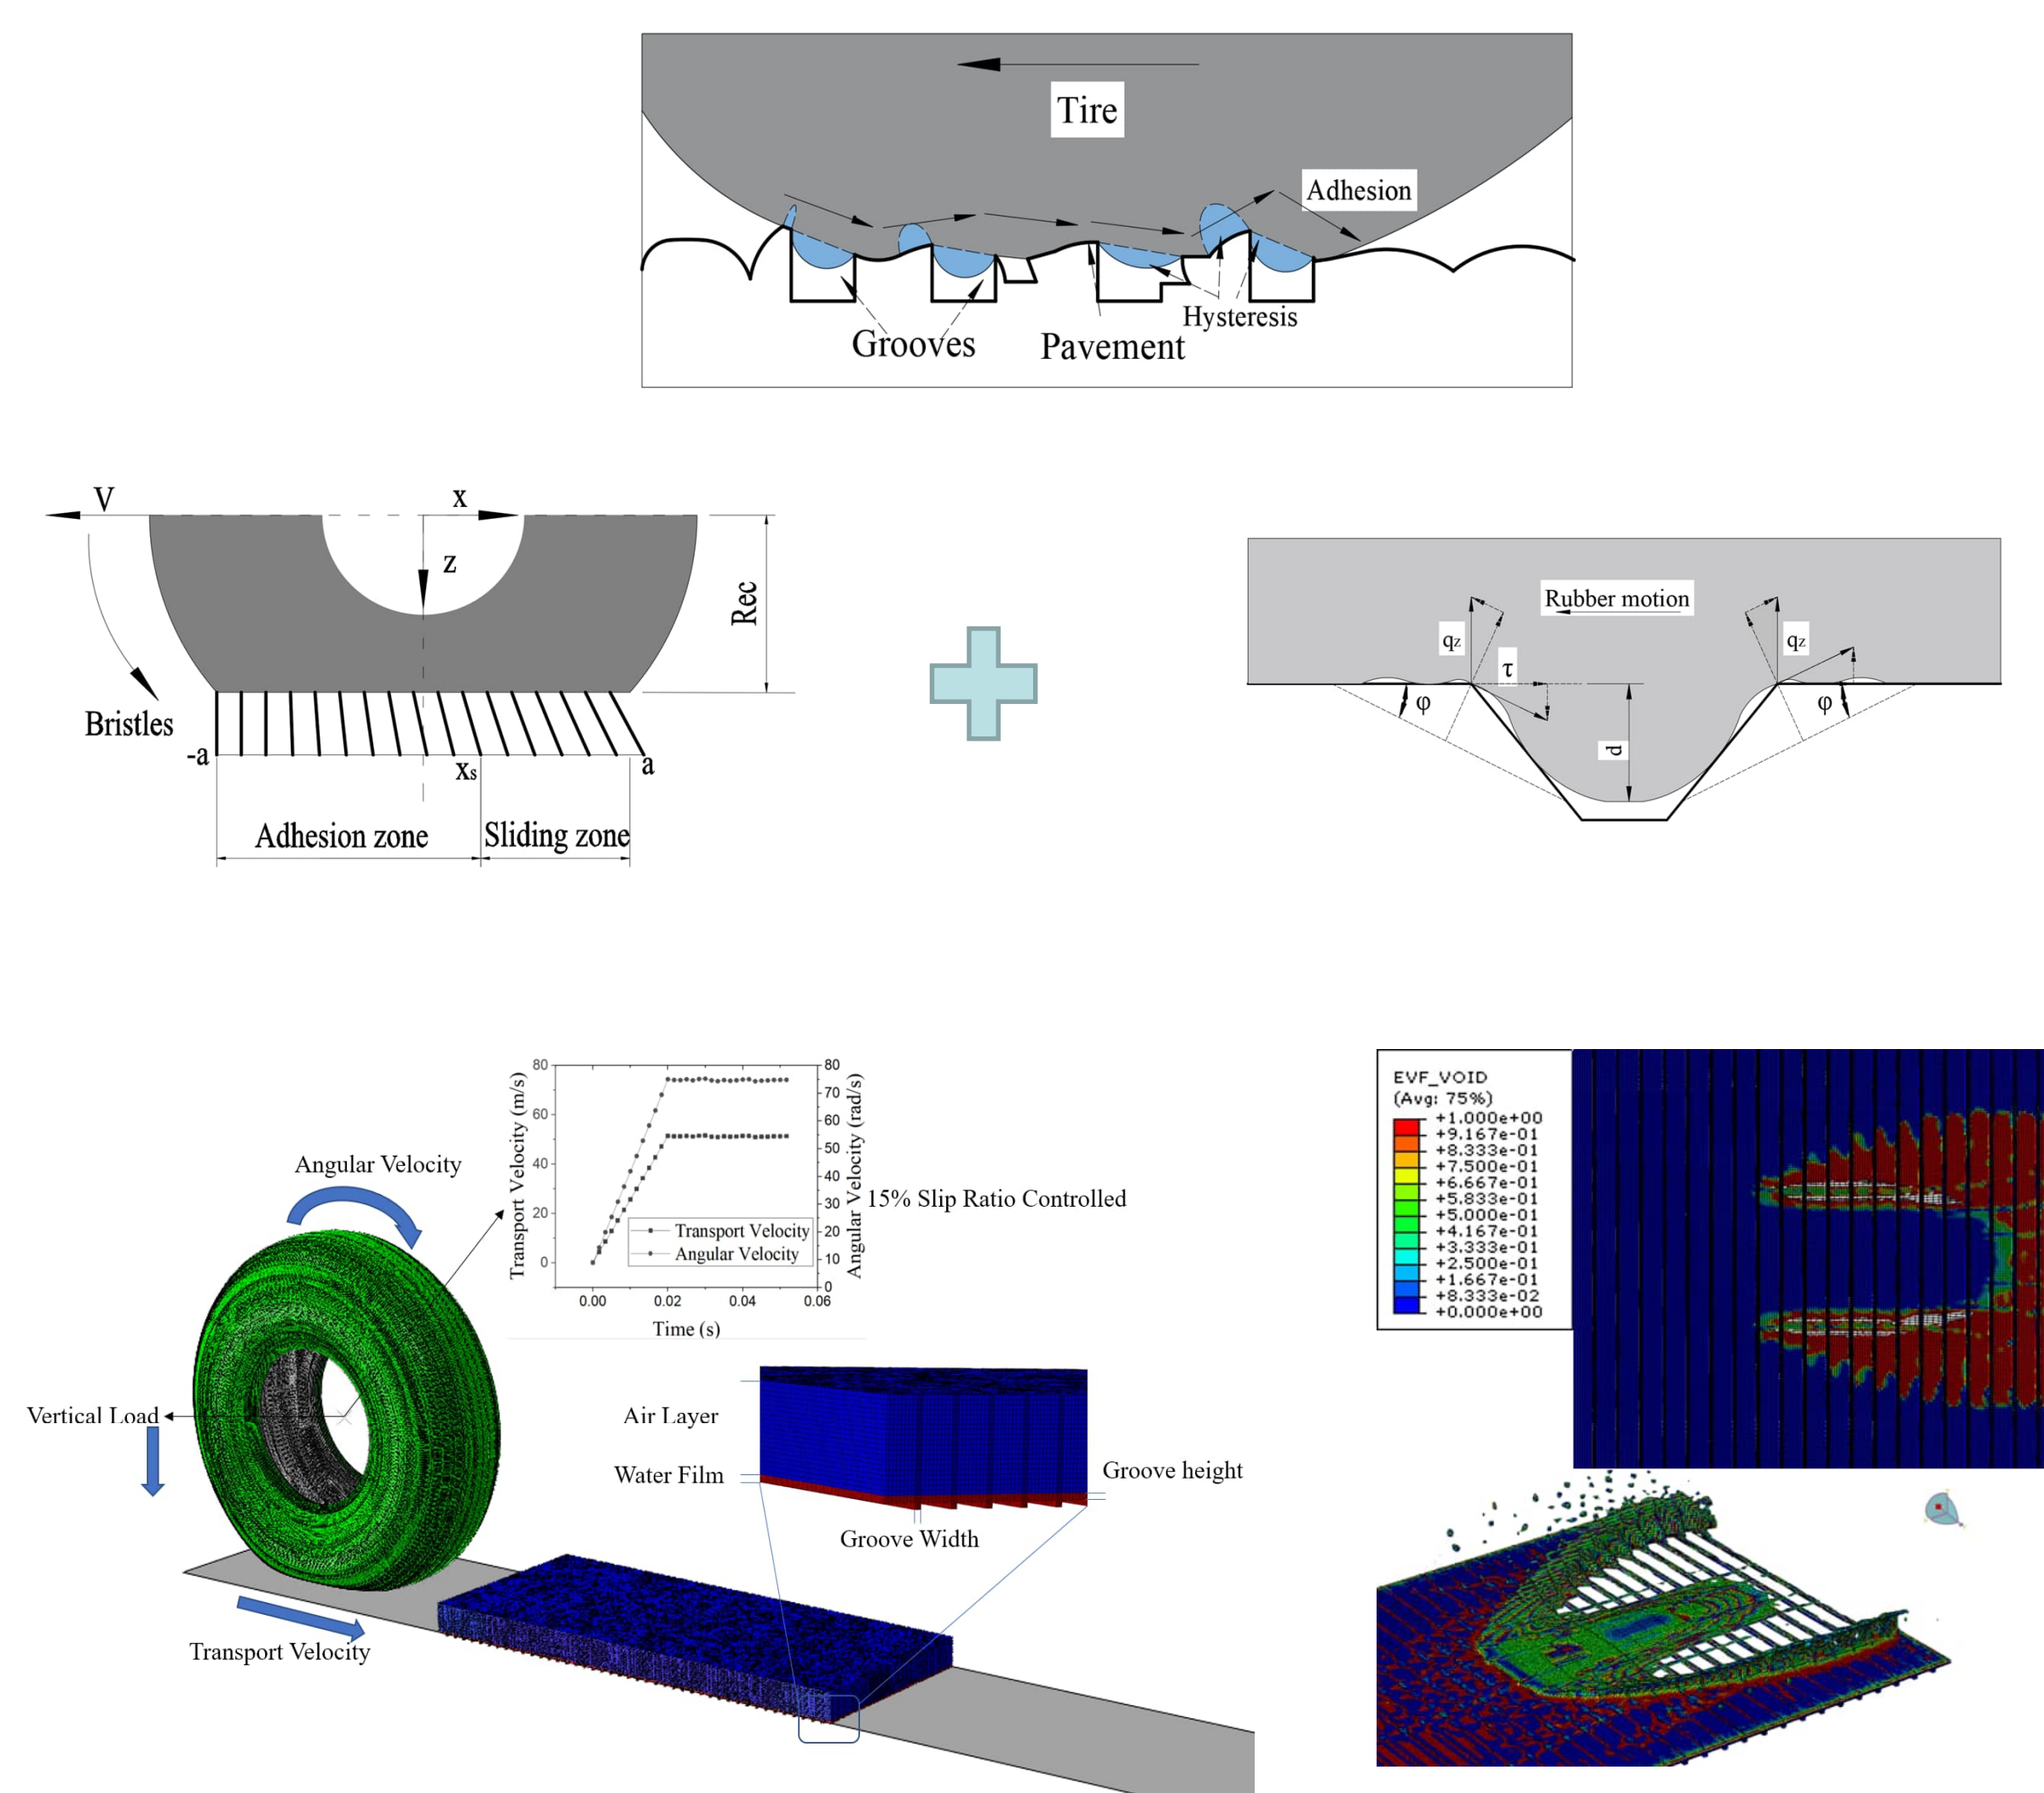 Tire
Adhesion
Hysteresis
Grooves
Pavement
V
x
z
Rec
Bristles
-a
xs
a
Adhesion zone
Sliding zone
Rubber motion
qz
qz
τ
φ
φ
d
Angular Velocity
Vertical Load
Transport Velocity
Transport Velocity (m/s)
80
60
40
20
0
80
70
60
50
40
30
20
10
0
Angular Velocity (rad/s)
Transport Velocity
Angular Velocity
0.00
0.02
0.04
0.06
Time (s)
15% Slip Ratio Controlled
Air Layer
Water Film
Groove height
Groove Width
EVF_VOID
(Avg: 75%)
+1.000e+00
+9.167e-01
+8.333e-01
+7.500e-01
+6.667e-01
+5.833e-01
+5.000e-01
+4.167e-01
+3.333e-01
+2.500e-01
+1.667e-01
+8.333e-02
+0.000e+00